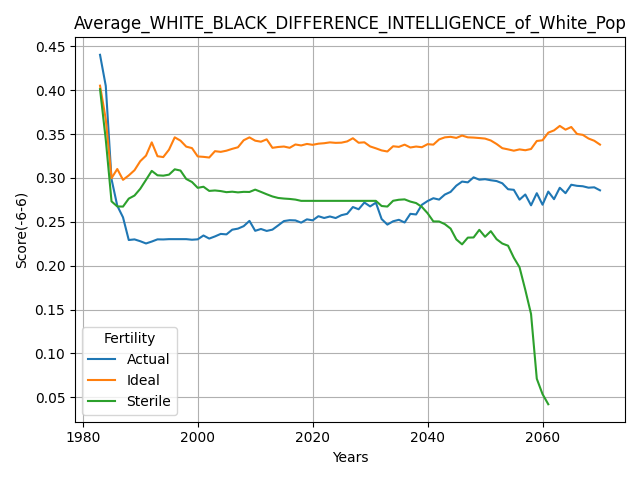 Average_WHITE_BLACK_DIFFERENCE_INTELLIGENCE_of_White_Pop
0.45
0.40
0.35
0.30
0.25
0.20
0.15
0.10
0.05
Score(-6-6)
Fertility
Actual
Ideal
Sterile
1980
2000
2020
2040
2060
Years